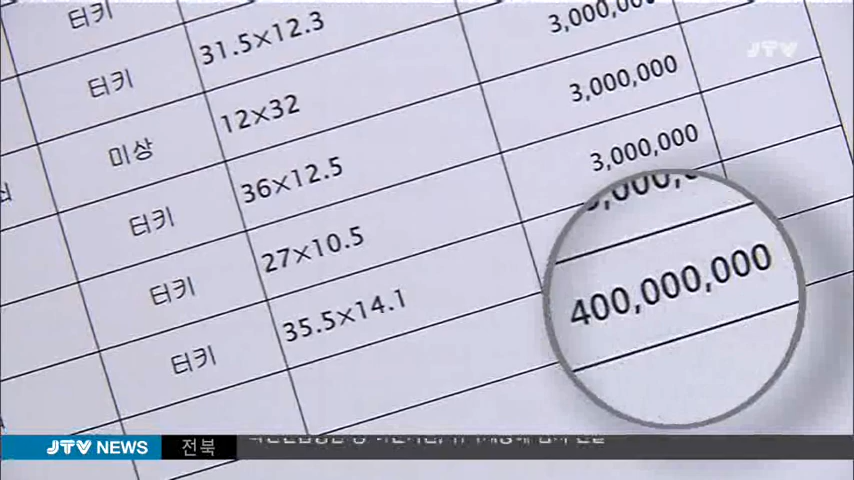 터키 31.5×12.3 3,000,000
터키 12×32 3,000,000
미상 36×12.5 3,000,000
터키 27×10.5
터키 35.5×14.1
터키
400,000,000
JTV
JTV NEWS 전북